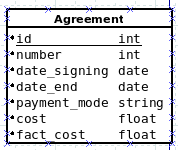 Agreement
id int
number int
date_signing date
date_end date
payment_mode string
cost float
fact_cost float